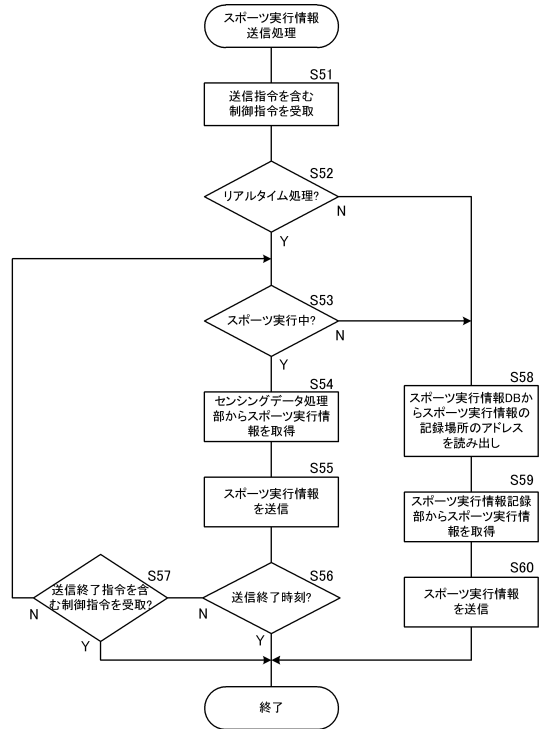 スポーツ実行情報
送信処理
S51
送信指令を含む
制御指令を受取
S52
リアルタイム処理?
N
Y
S53
スポーツ実行中?
N
Y
S54
センシングデータ処理
部からスポーツ実行情
報を取得
S55
スポーツ実行情報
を送信
S56
送信終了時刻?
N
Y
S57
送信終了指令を含
む制御指令を受取?
N
Y
S58
スポーツ実行情報DBか
らスポーツ実行情報の
記録場所のアドレス
を読み出し
S59
スポーツ実行情報記録
部からスポーツ実行情
報を取得
S60
スポーツ実行情報
を送信
終了